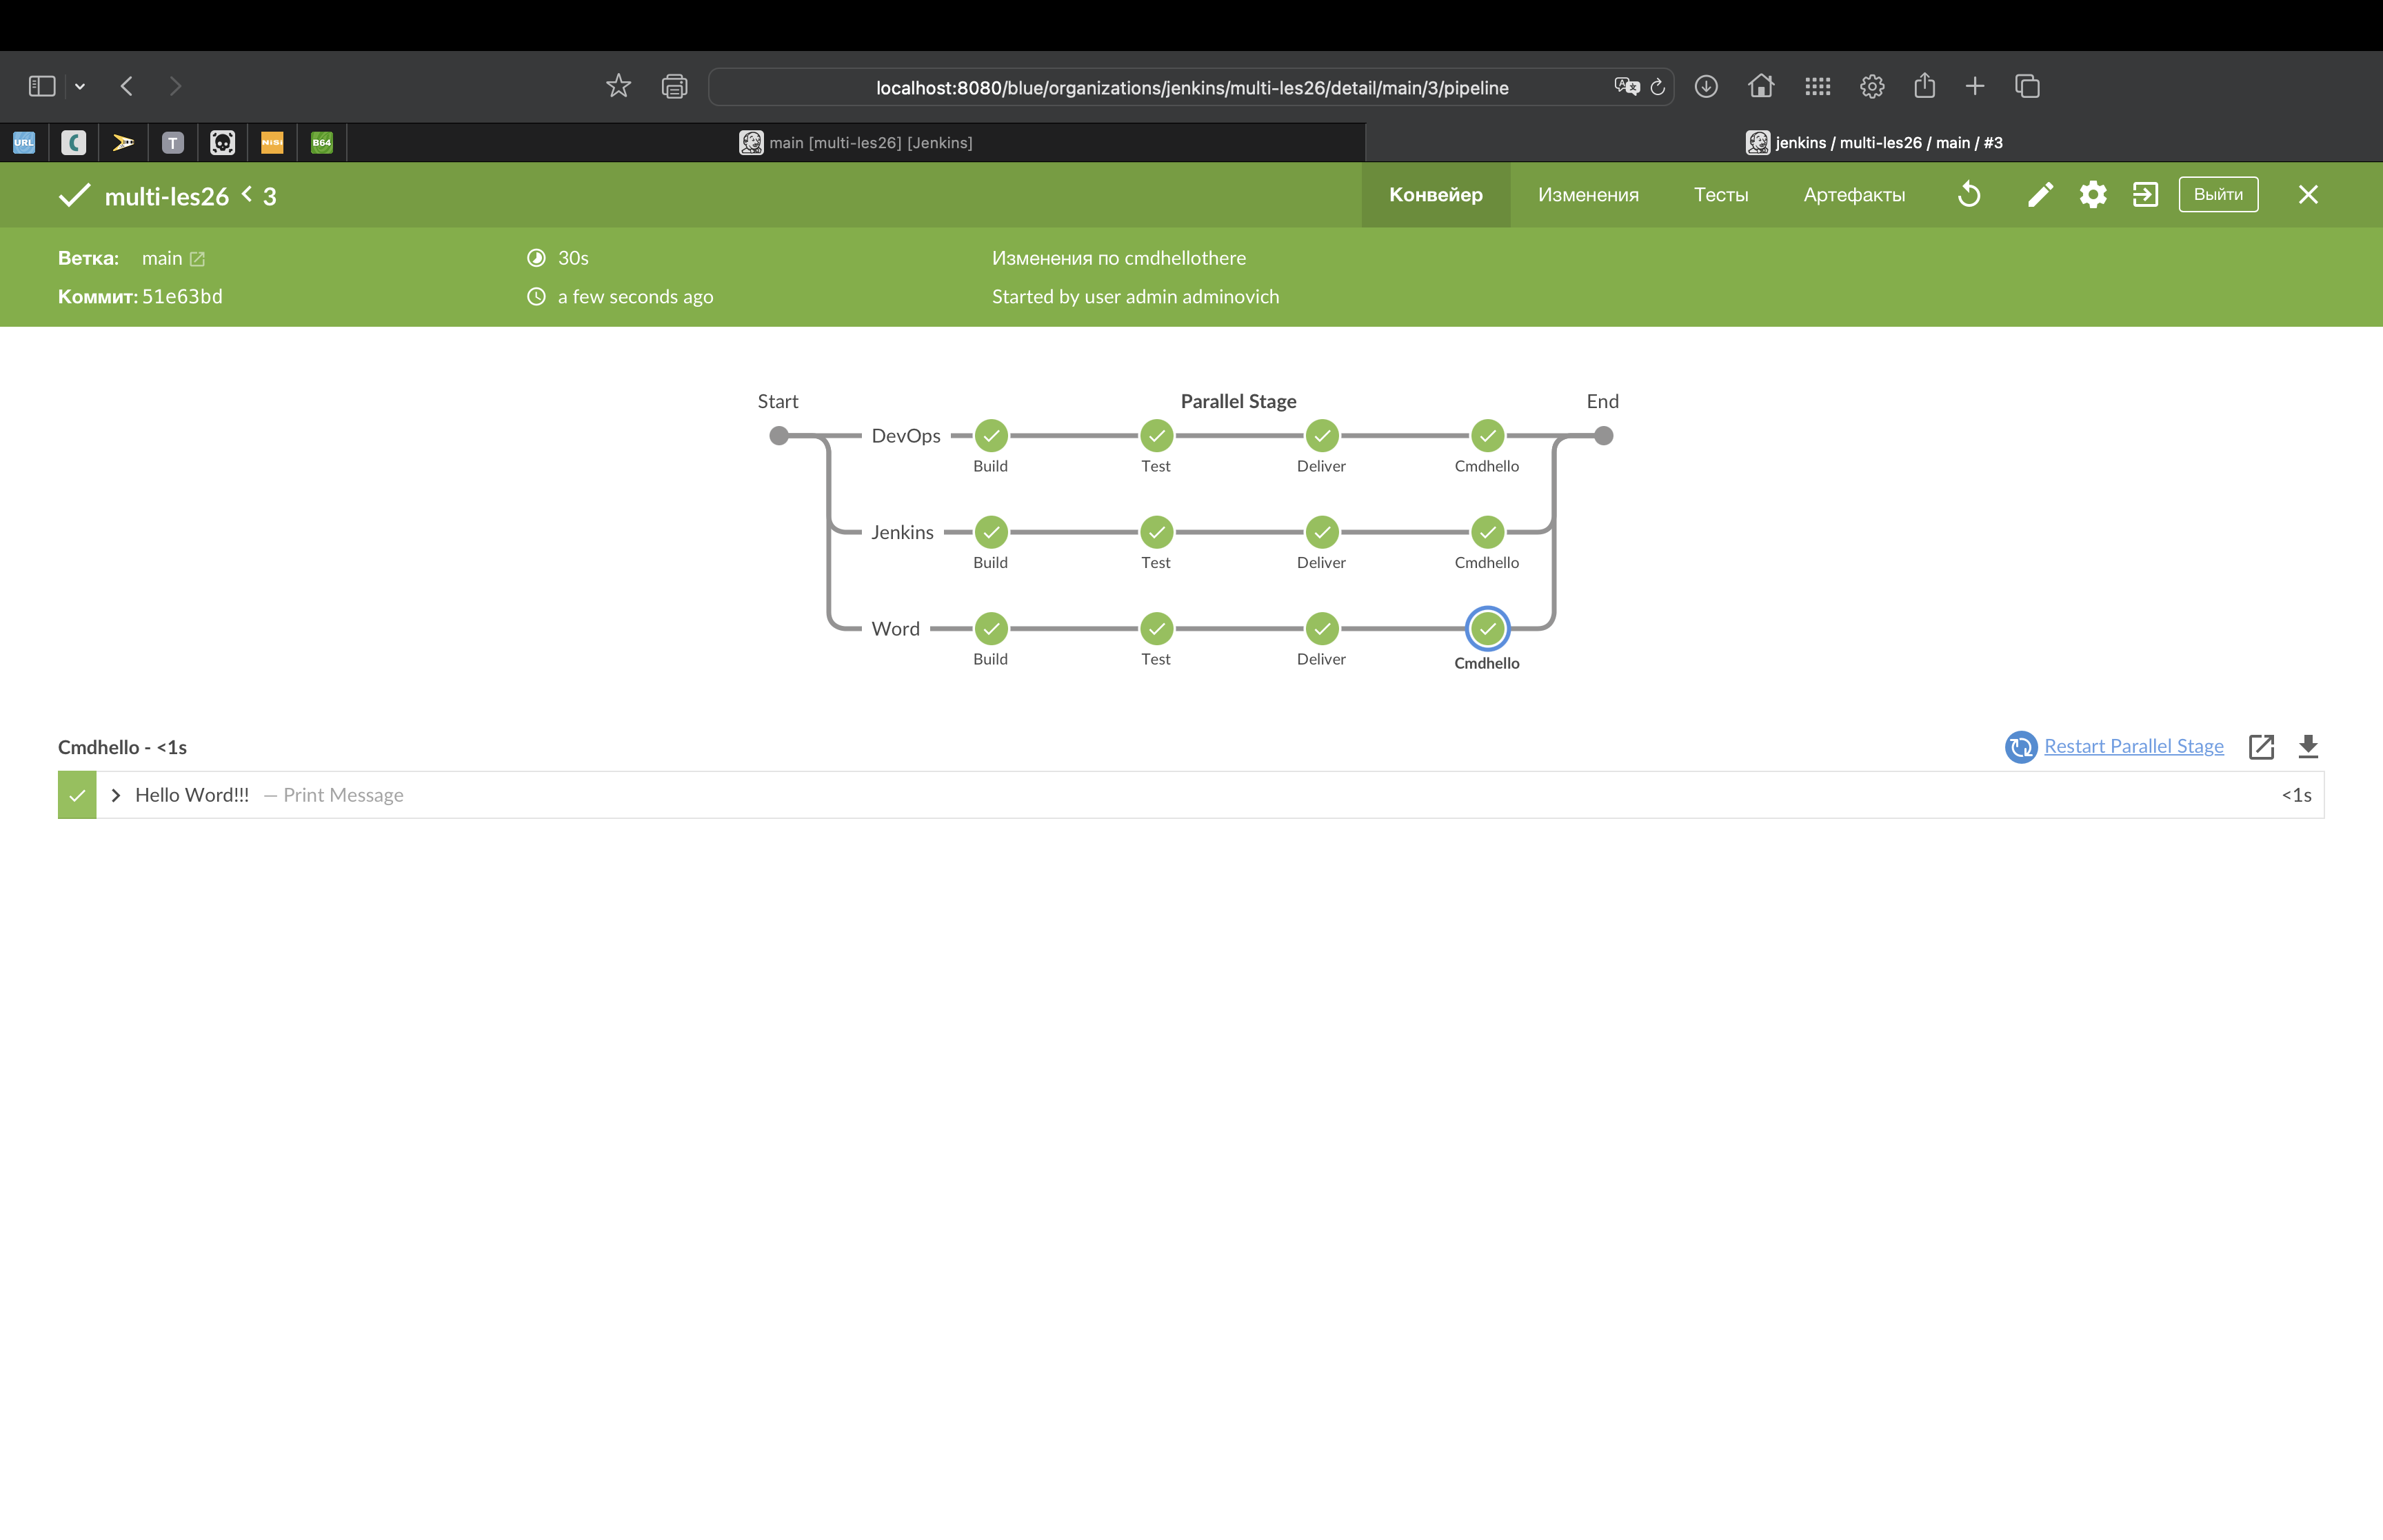 localhost:8080/blue/organizations/jenkins/multi-les26/detail/main/3/pipeline
URL
T
NiSi
B64
main [multi-les26] [Jenkins]
jenkins / multi-les26 / main / #3
multi-les26 < 3
Конвейер
Изменения
Тесты
Артефакты
Выйти
Ветка: main
30s
Изменения по cmdhellothere
Коммит: 51e63bd
a few seconds ago
Started by user admin adminovich
Start
Parallel Stage
End
DevOps
Build
Test
Deliver
Cmdhello
Jenkins
Build
Test
Deliver
Cmdhello
Word
Build
Test
Deliver
Cmdhello
Cmdhello - <1s
Restart Parallel Stage
Hello Word!!! — Print Message
<1s